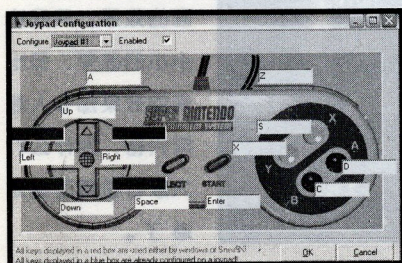 Joypad Configuration
Configure Joypad #1 Enabled
A
Z
Up
SUPER NINTENDO
S
X
Left
Right
X
Y
A
D
START
C
B
Down
Space
Enter
All keys displayed in a red box are used either by windows or
All keys displayed in a blue box are already configured on a joypad!
OK
Cancel